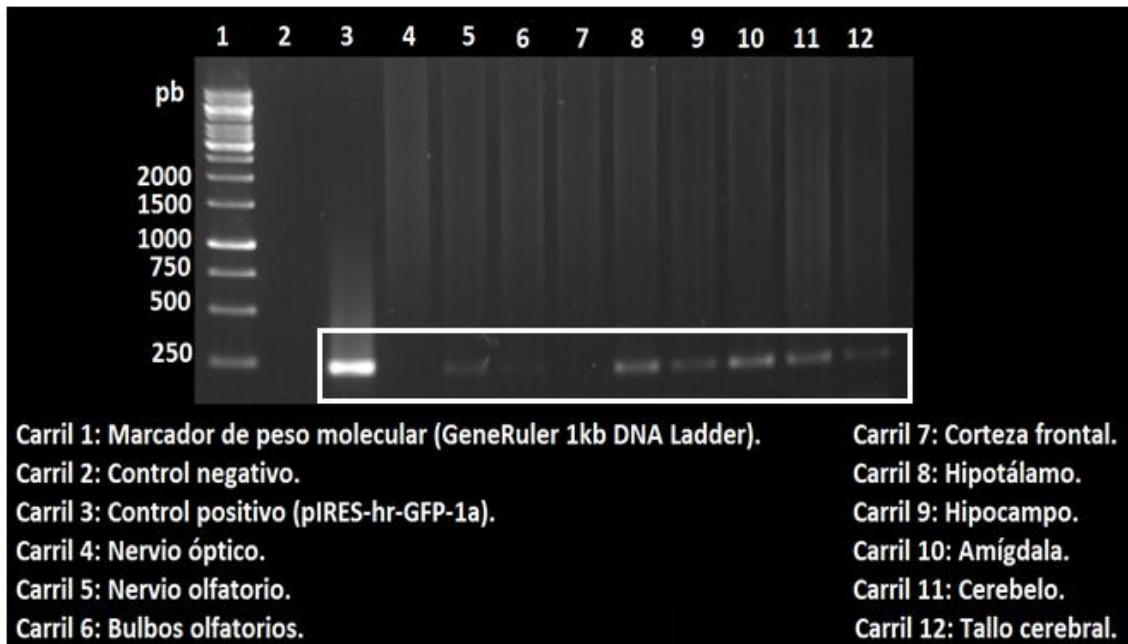 1 2 3 4 5 6 7 8 9 10 11 12
pb
2000
1500
1000
750
500
250
Carril 1: Marcador de peso molecular (GeneRuler 1kb DNA Ladder).
Carril 2: Control negativo.
Carril 3: Control positivo (pIRES-hr-GFP-1a).
Carril 4: Nervio óptico.
Carril 5: Nervio olfatorio.
Carril 6: Bulbos olfatorios.
Carril 7: Corteza frontal.
Carril 8: Hipotálamo.
Carril 9: Hipocampo.
Carril 10: Amígdala.
Carril 11: Cerebelo.
Carril 12: Tallo cerebral.